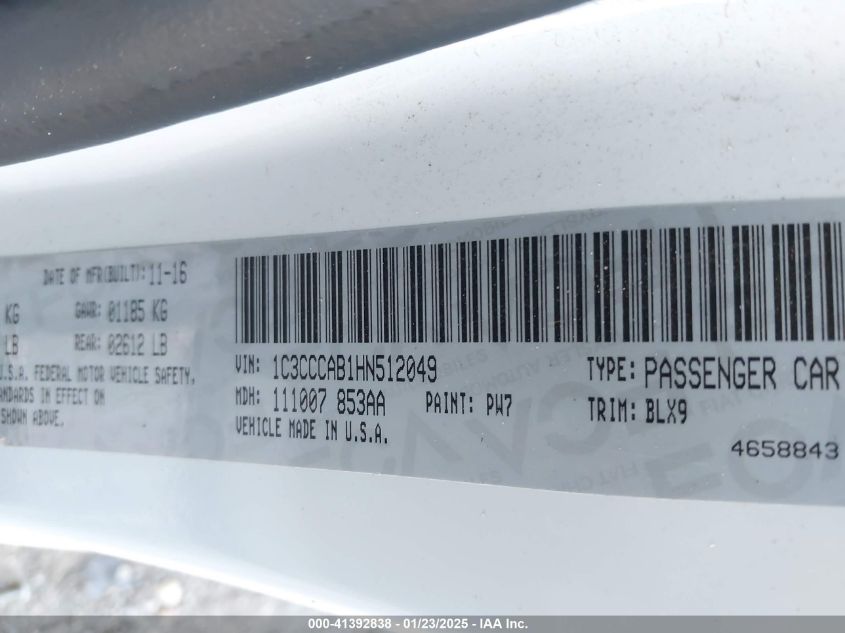 DATE OF MFR(BUILT): 11-16
KG GAWR: 01185 KG
LB REAR: 02612 LB
U.S.A. FEDERAL MOTOR VEHICLE SAFETY,
STANDARDS IN EFFECT ON
SHOWN ABOVE.
VIN: 1C3CCCAB1HN512049
TYPE: PASSENGER CAR
MDH: 111007 853AA PAINT: PW7
TRIM: BLX9
VEHICLE MADE IN U.S.A.
4658843
000-41392838 - 01/23/2025 - IAA Inc.